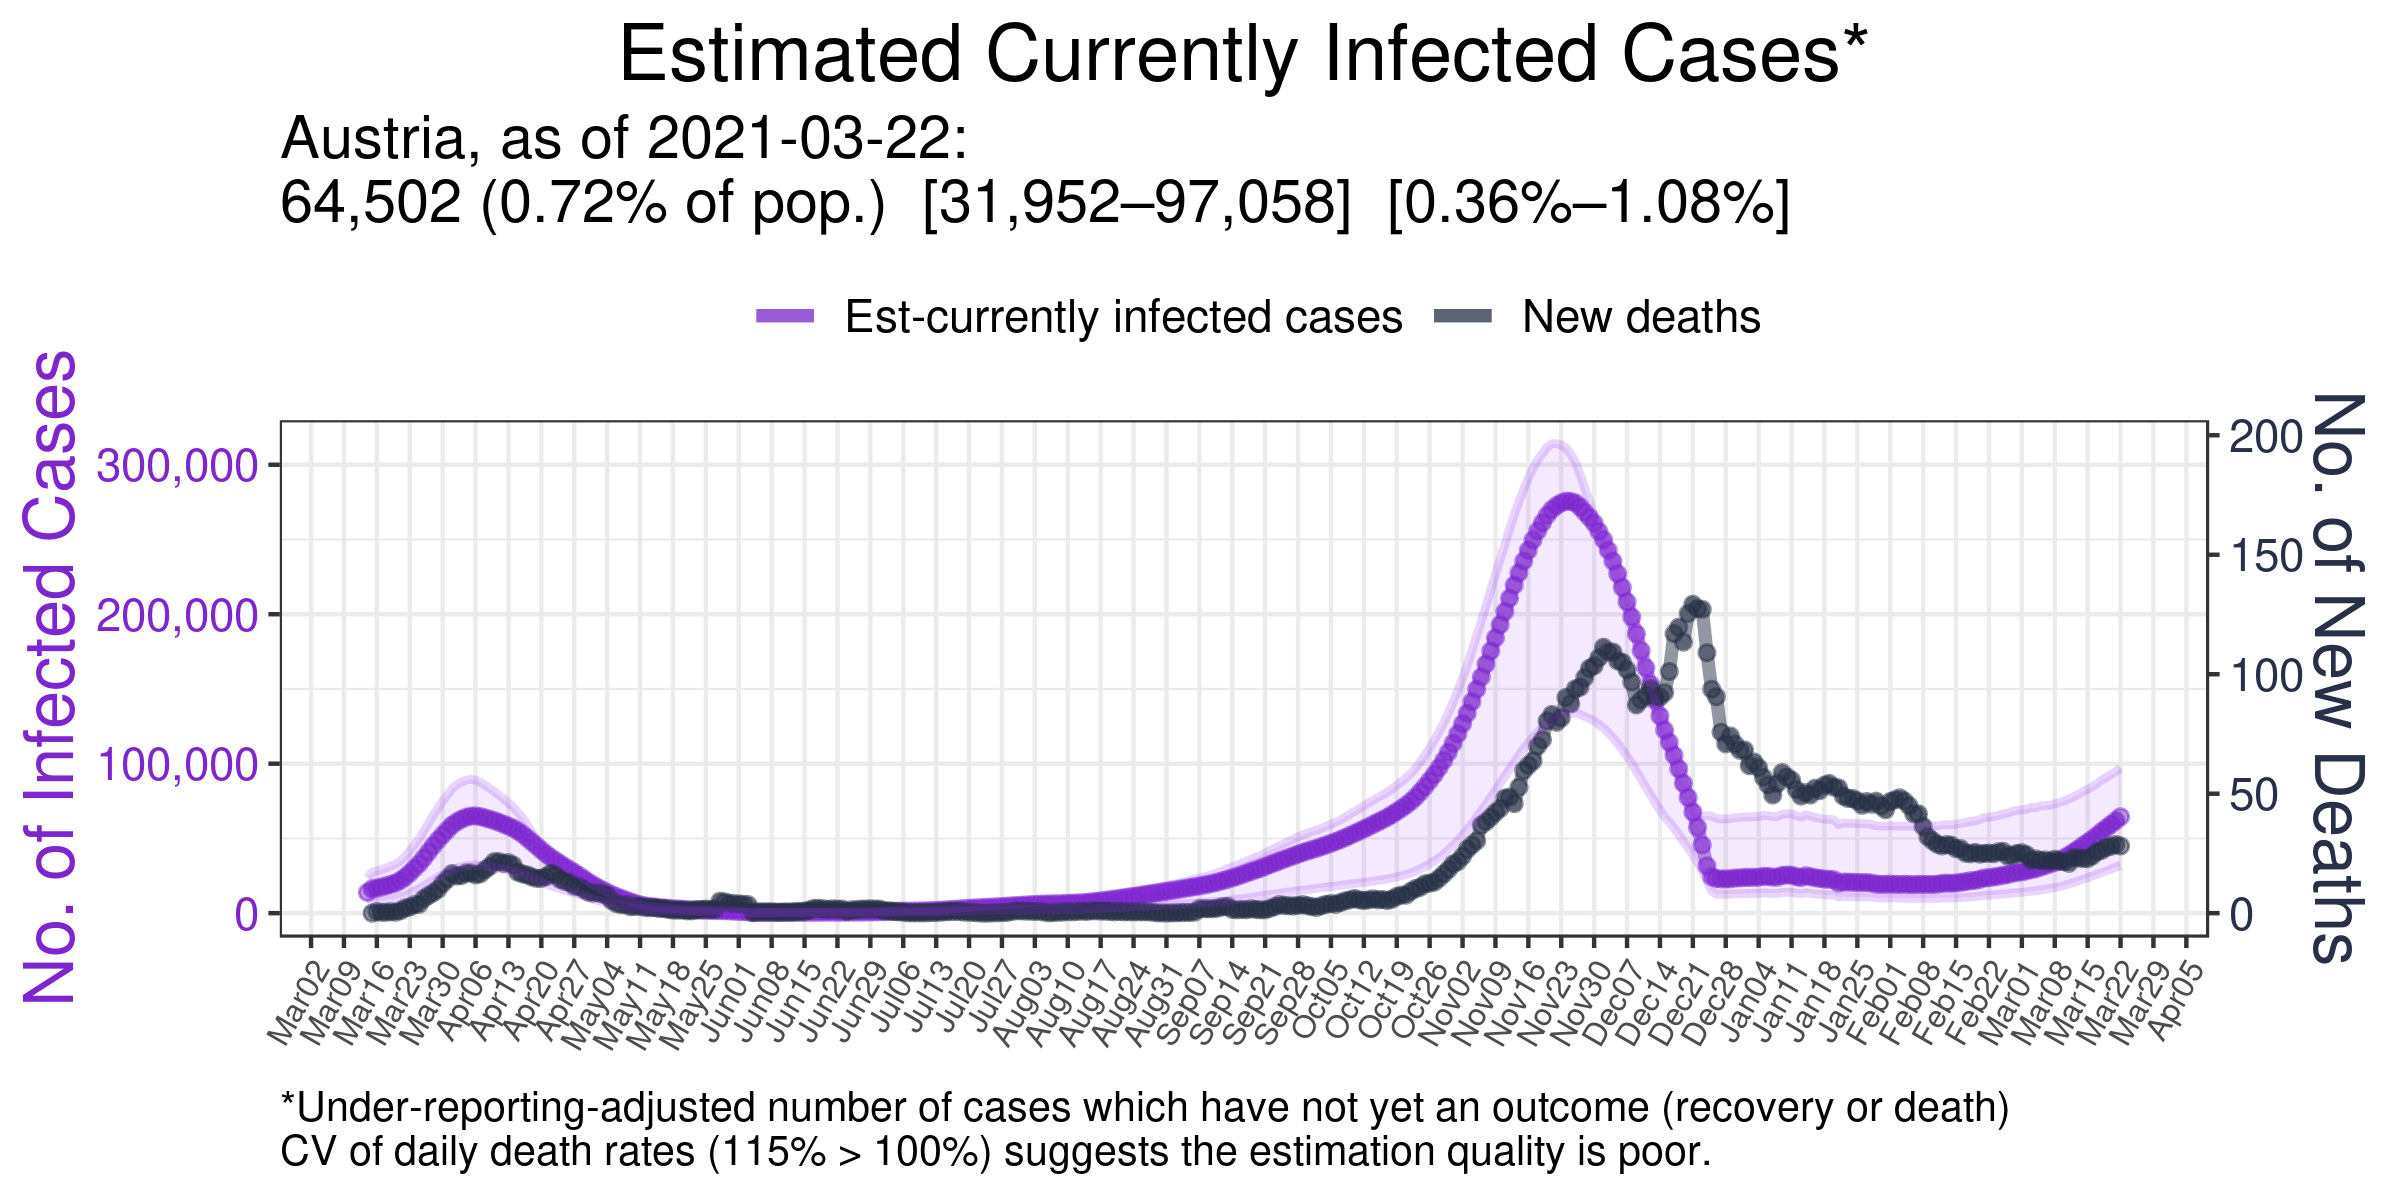 Estimated Currently Infected Cases*
Austria, as of 2021-03-22:
64,502 (0.72% of pop.) [31,952–97,058] [0.36%–1.08%]
Est-currently infected cases
New deaths
No. of Infected Cases
300,000
200,000
100,000
0
No. of New Deaths
200
150
100
50
0
Mar02
Mar09
Mar16
Mar23
Mar30
Apr06
Apr13
Apr20
Apr27
May04
May11
May18
May25
Jun01
Jun08
Jun15
Jun22
Jun29
Jul06
Jul13
Jul20
Jul27
Aug03
Aug10
Aug17
Aug24
Aug31
Sep07
Sep14
Sep21
Sep28
Oct05
Oct12
Oct19
Oct26
Nov02
Nov09
Nov16
Nov23
Nov30
Dec07
Dec14
Dec21
Dec28
Jan04
Jan11
Jan18
Jan25
Feb01
Feb08
Feb15
Feb22
Mar01
Mar08
Mar15
Mar22
Mar29
Apr05
*Under-reporting-adjusted number of cases which have not yet an outcome (recovery or death)
CV of daily death rates (115% > 100%) suggests the estimation quality is poor.